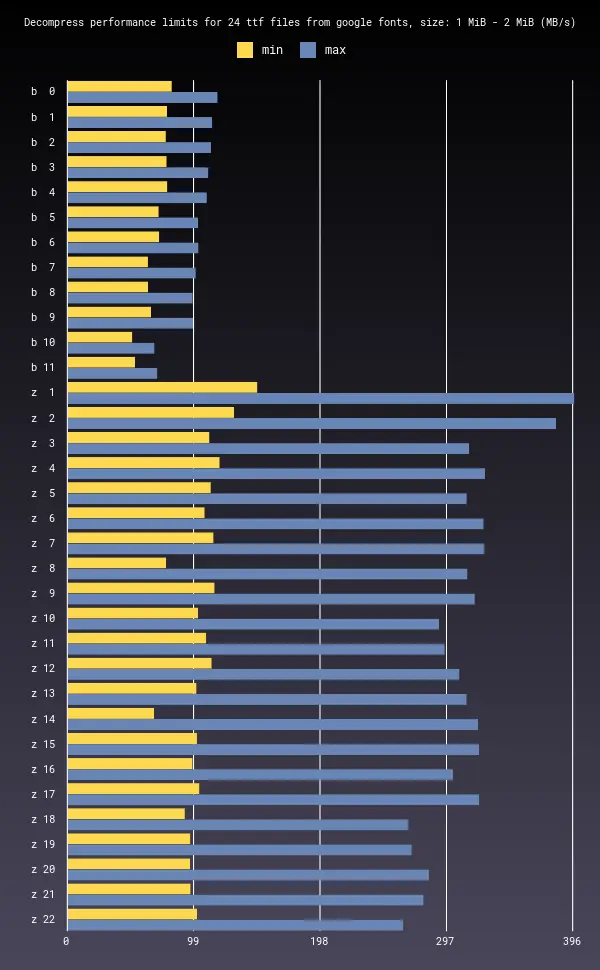 Decompress performance limits for 24 ttf files from google fonts, size: 1 MiB - 2 MiB (MB/s)
min max
b 0
b 1
b 2
b 3
b 4
b 5
b 6
b 7
b 8
b 9
b 10
b 11
z 1
z 2
z 3
z 4
z 5
z 6
z 7
z 8
z 9
z 10
z 11
z 12
z 13
z 14
z 15
z 16
z 17
z 18
z 19
z 20
z 21
z 22
0 99 198 297 396